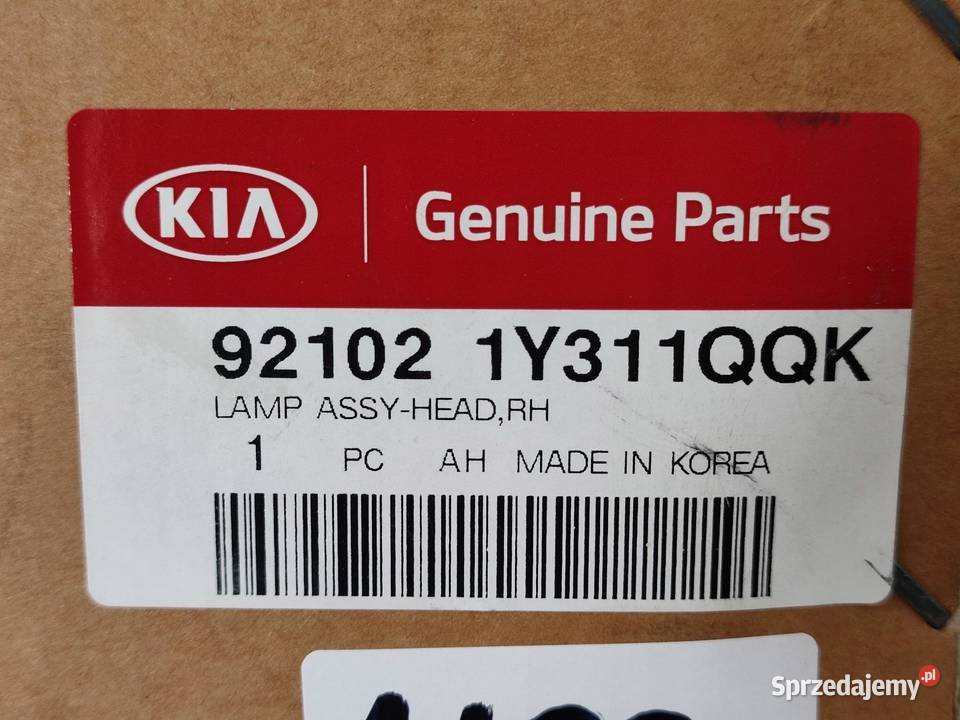 KIA Genuine Parts
92102 1Y311QQK
LAMP ASSY-HEAD,RH
1 PC AH MADE IN KOREA
Sprzedajemy.pl